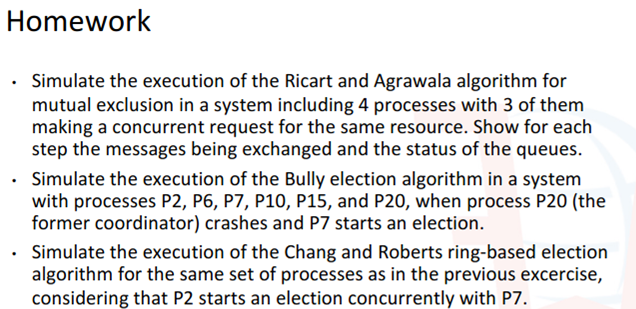 Homework
• Simulate the execution of the Ricart and Agrawala algorithm for
mutual exclusion in a system including 4 processes with 3 of them
making a concurrent request for the same resource. Show for each
step the messages being exchanged and the status of the queues.
• Simulate the execution of the Bully election algorithm in a system
with processes P2, P6, P7, P10, P15, and P20, when process P20 (the
former coordinator) crashes and P7 starts an election.
• Simulate the execution of the Chang and Roberts ring-based election
algorithm for the same set of processes as in the previous excercise,
considering that P2 starts an election concurrently with P7.